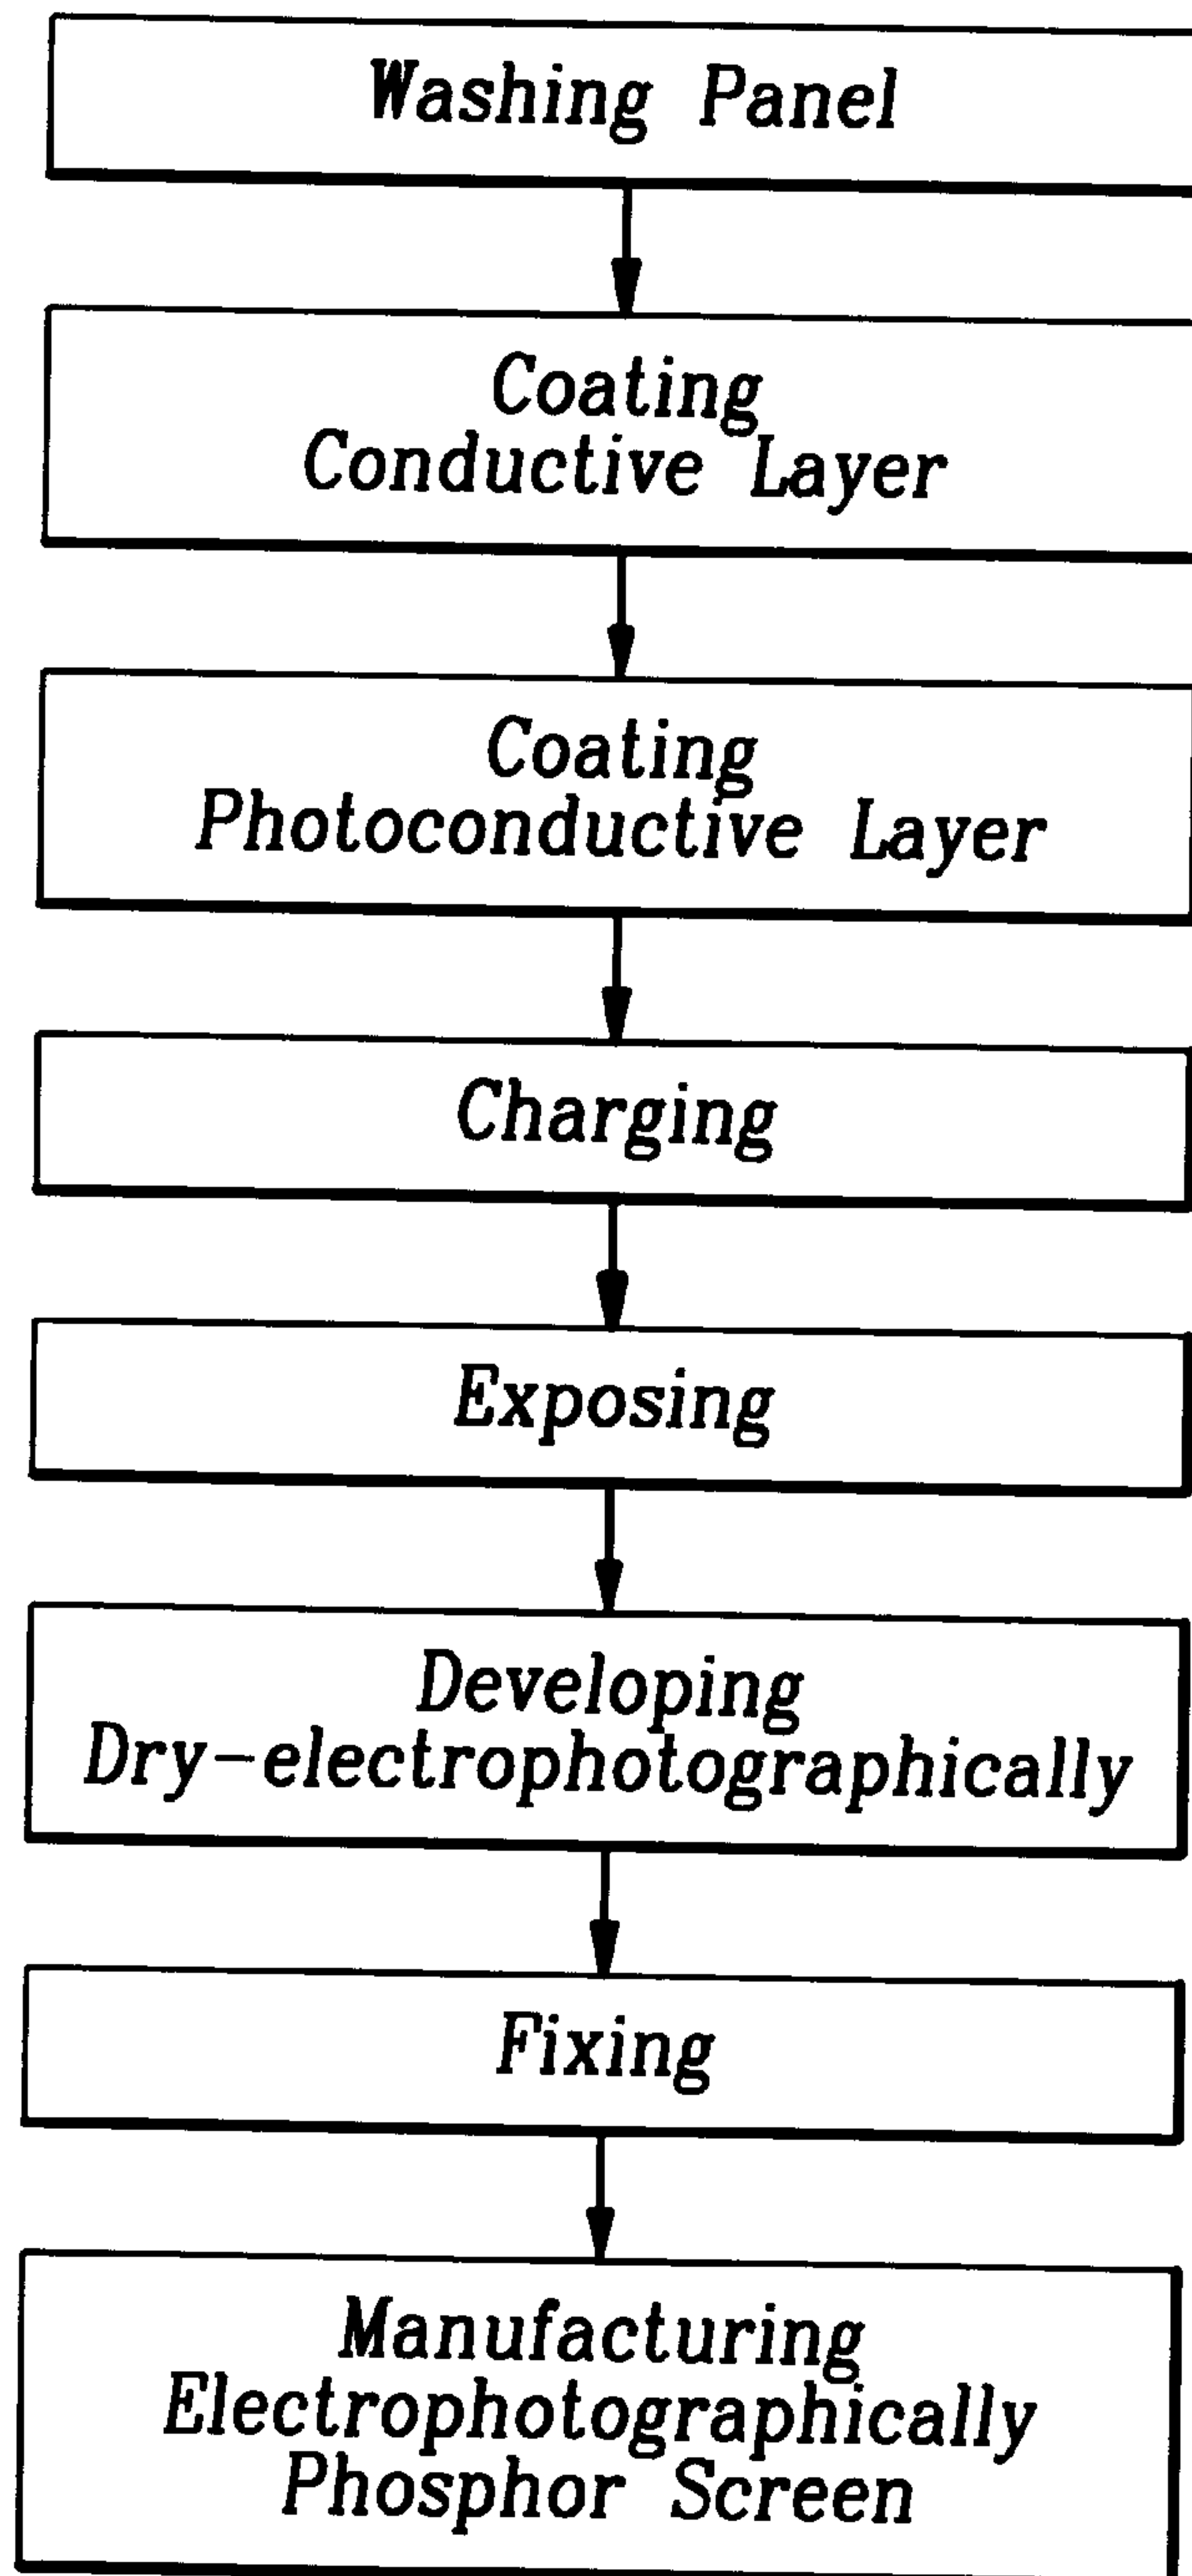 Washing Panel
Coating
Conductive Layer
Coating
Photoconductive Layer
Charging
Exposing
Developing
Dry-electrophotographically
Fixing
Manufacturing
Electrophotographically
Phosphor Screen